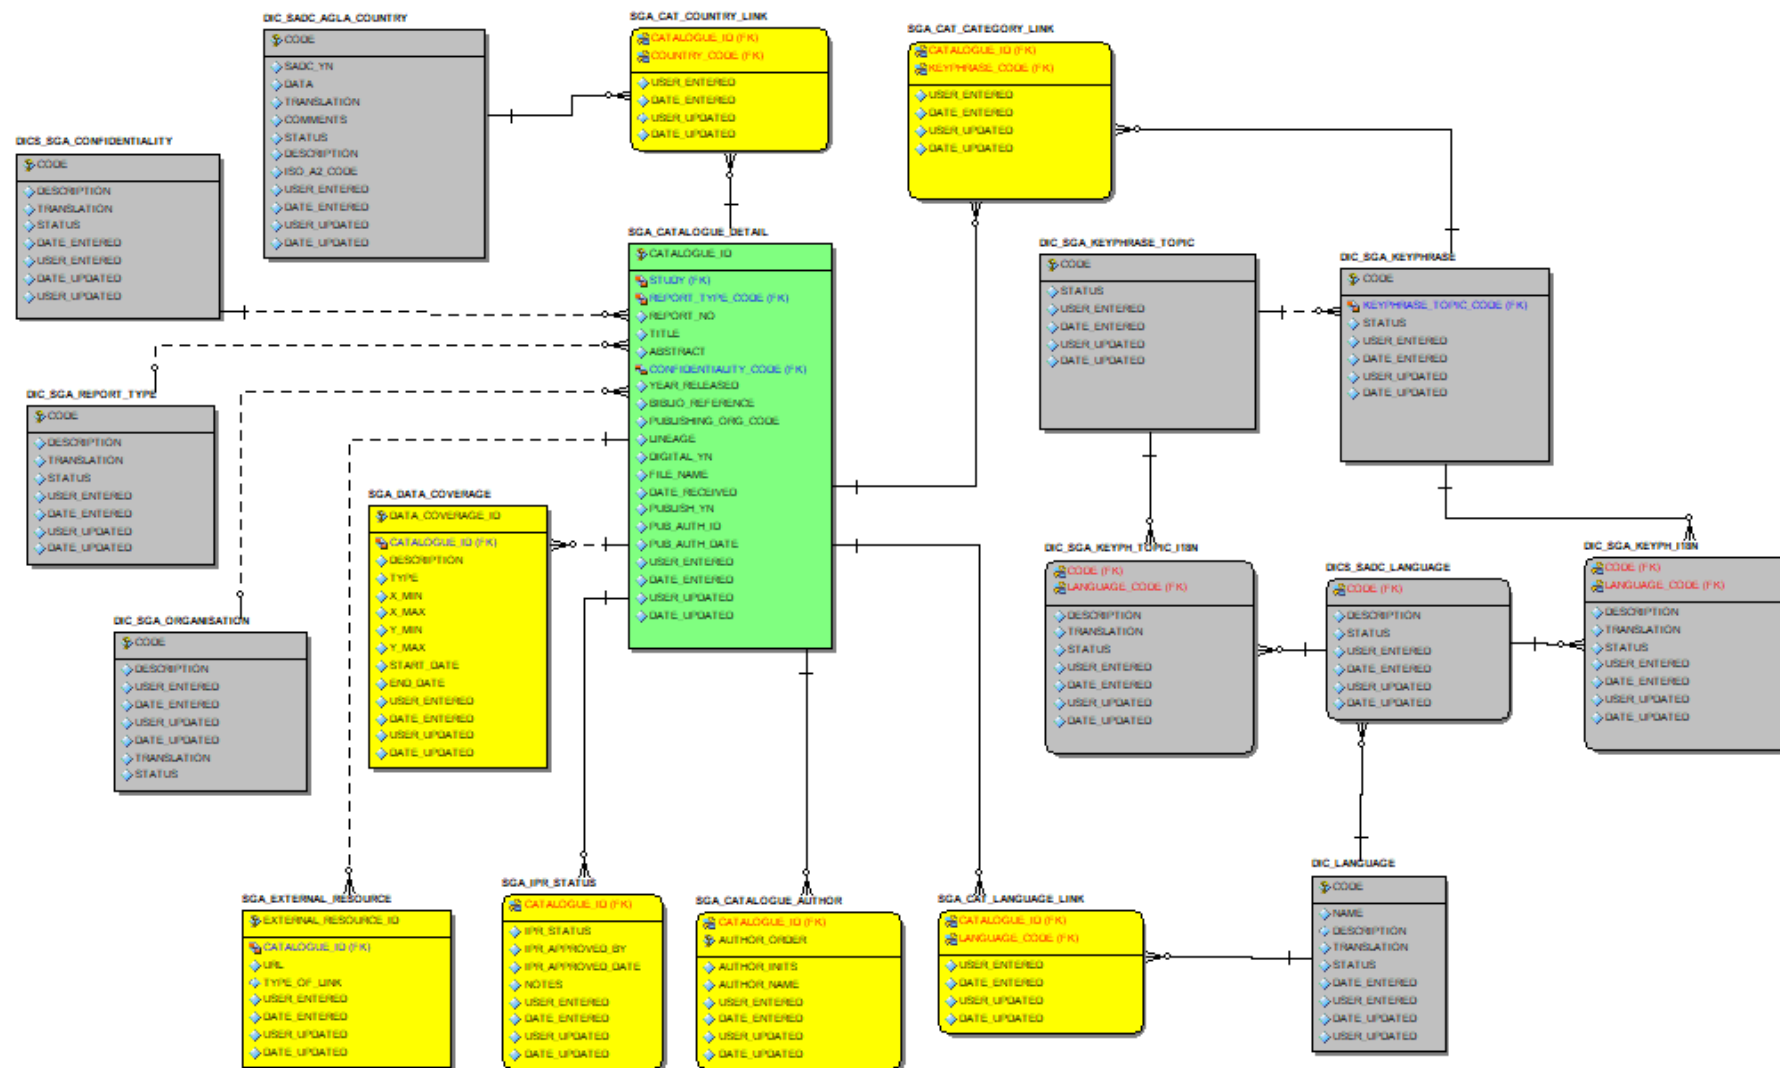 DIC_SADC_AGLA_COUNTRY
CODE
SADC_YN
DATA
TRANSLATION
COMMENTS
STATUS
DESCRIPTION
ISO_A2_CODE
USER_ENTERED
DATE_ENTERED
USER_UPDATED
DATE_UPDATED
SGA_CAT_COUNTRY_LINK
CATALOGUE_ID (FK)
COUNTRY_CODE (FK)
USER_ENTERED
DATE_ENTERED
USER_UPDATED
DATE_UPDATED
SGA_CAT_CATEGORY_LINK
CATALOGUE_ID (FK)
KEYPHRASE_CODE (FK)
USER_ENTERED
DATE_ENTERED
USER_UPDATED
DATE_UPDATED
DICS_SGA_CONFIDENTIALITY
CODE
DESCRIPTION
TRANSLATION
STATUS
DATE_ENTERED
USER_ENTERED
DATE_UPDATED
USER_UPDATED
SGA_CATALOGUE_DETAIL
CATALOGUE_ID
STUDY (FK)
REPORT_TYPE_CODE (FK)
REPORT_NO
TITLE
ABSTRACT
CONFIDENTIALITY_CODE (FK)
YEAR_RELEASED
BIBLIO_REFERENCE
PUBLISHING_ORG_CODE
LINEAGE
DIGITAL_YN
FILE_NAME
DATE_RECEIVED
PUBLISH_YN
PUB_AUTH_ID
PUB_AUTH_DATE
USER_ENTERED
DATE_ENTERED
USER_UPDATED
DATE_UPDATED
DIC_SGA_KEYPHRASE_TOPIC
CODE
STATUS
USER_ENTERED
DATE_ENTERED
USER_UPDATED
DATE_UPDATED
DIC_SGA_KEYPHRASE
CODE
KEYPHRASE_TOPIC_CODE (FK)
STATUS
USER_ENTERED
DATE_ENTERED
USER_UPDATED
DATE_UPDATED
DIC_SGA_REPORT_TYPE
CODE
DESCRIPTION
TRANSLATION
STATUS
USER_ENTERED
DATE_ENTERED
USER_UPDATED
DATE_UPDATED
SGA_DATA_COVERAGE
DATA_COVERAGE_ID
CATALOGUE_ID (FK)
DESCRIPTION
TYPE
X_MIN
X_MAX
Y_MIN
Y_MAX
START_DATE
END_DATE
USER_ENTERED
DATE_ENTERED
USER_UPDATED
DATE_UPDATED
DIC_SGA_KEYPH_TOPIC_I18N
CODE (FK)
LANGUAGE_CODE (FK)
DESCRIPTION
TRANSLATION
STATUS
USER_ENTERED
DATE_ENTERED
USER_UPDATED
DATE_UPDATED
DICS_SADC_LANGUAGE
CODE (FK)
DESCRIPTION
STATUS
USER_ENTERED
DATE_ENTERED
USER_UPDATED
DATE_UPDATED
DIC_SGA_KEYPH_I18N
CODE (FK)
LANGUAGE_CODE (FK)
DESCRIPTION
TRANSLATION
STATUS
USER_ENTERED
DATE_ENTERED
USER_UPDATED
DATE_UPDATED
DIC_SGA_ORGANISATION
CODE
DESCRIPTION
USER_ENTERED
DATE_ENTERED
USER_UPDATED
DATE_UPDATED
TRANSLATION
STATUS
SGA_EXTERNAL_RESOURCE
EXTERNAL_RESOURCE_ID
CATALOGUE_ID (FK)
URL
TYPE_OF_LINK
USER_ENTERED
DATE_ENTERED
USER_UPDATED
DATE_UPDATED
SGA_IPR_STATUS
CATALOGUE_ID (FK)
IPR_STATUS
IPR_APPROVED_BY
IPR_APPROVED_DATE
NOTES
USER_ENTERED
DATE_ENTERED
USER_UPDATED
DATE_UPDATED
SGA_CATALOGUE_AUTHOR
CATALOGUE_ID (FK)
AUTHOR_ORDER
AUTHOR_INITS
AUTHOR_NAME
USER_ENTERED
DATE_ENTERED
USER_UPDATED
DATE_UPDATED
SGA_CAT_LANGUAGE_LINK
CATALOGUE_ID (FK)
LANGUAGE_CODE (FK)
USER_ENTERED
DATE_ENTERED
USER_UPDATED
DATE_UPDATED
DIC_LANGUAGE
CODE
NAME
DESCRIPTION
TRANSLATION
STATUS
DATE_ENTERED
USER_ENTERED
DATE_UPDATED
USER_UPDATED